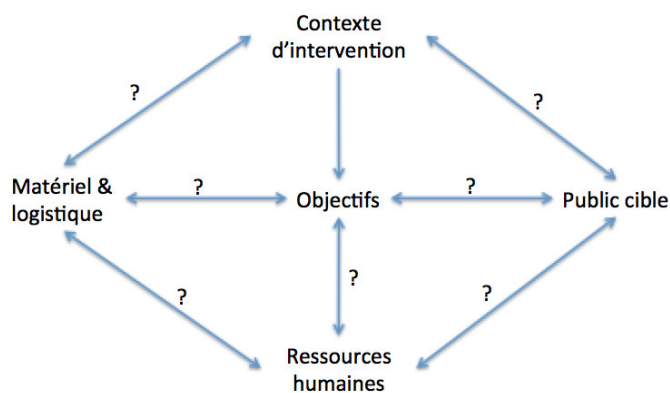 Contexte
d'intervention
?
?
Matériel &
logistique
?
Objectifs
?
Public cible
?
?
?
Ressources
humaines